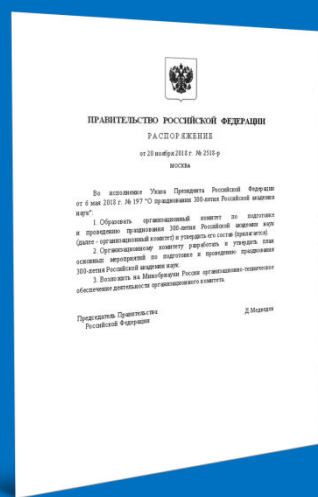 ПРАВИТЕЛЬСТВО РОССИЙСКОЙ ФЕДЕРАЦИИ
РАСПОРЯЖЕНИЕ
от 20 ноября 2018 г. № 2518-р
МОСКВА
Во исполнение Указа Президента Российской Федерации
от 6 мая 2018 г. № 197 "О праздновании 300-летия Российской академии
наук":
1. Образовать организационный комитет по подготовке
и проведению празднования 300-летия Российской академии наук
(далее - организационный комитет) и утвердить его состав (прилагается).
2. Организационному комитету разработать и утвердить план
основных мероприятий по подготовке и проведению празднования
300-летия Российской академии наук.
3. Возложить на Минобрнауки России организационно-техническое
обеспечение деятельности организационного комитета.
Председатель Правительства
Российской Федерации
Д.Медведев